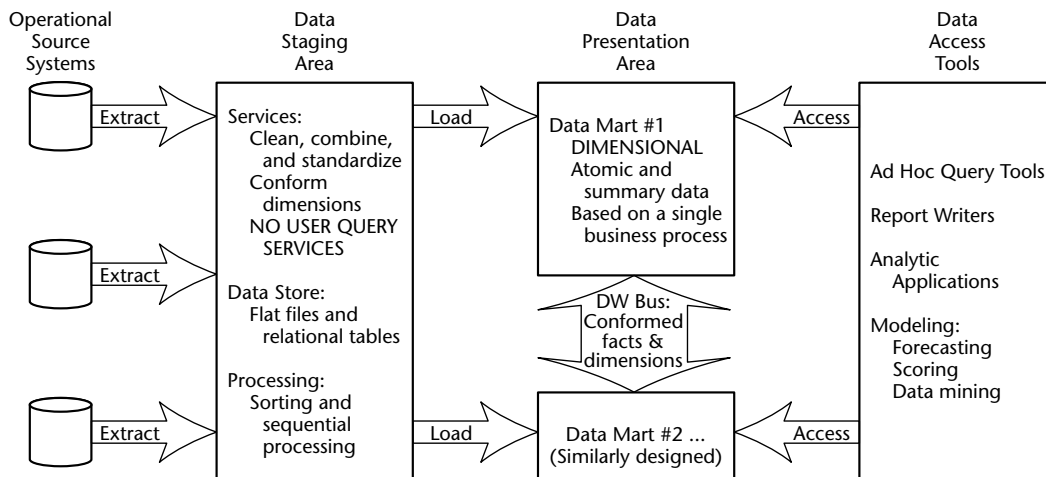 Operational
Source
Systems
Data
Staging
Area
Data
Presentation
Area
Data
Access
Tools
Extract
Extract
Extract
Services:
Clean, combine,
and standardize
Conform
dimensions
NO USER QUERY
SERVICES
Data Store:
Flat files and
relational tables
Processing:
Sorting and
sequential
processing
Load
Load
Data Mart #1
DIMENSIONAL
Atomic and
summary data
Based on a single
business process
DW Bus:
Conformed
facts &
dimensions
Data Mart #2 ...
(Similarly designed)
Access
Access
Ad Hoc Query Tools
Report Writers
Analytic
Applications
Modeling:
Forecasting
Scoring
Data mining